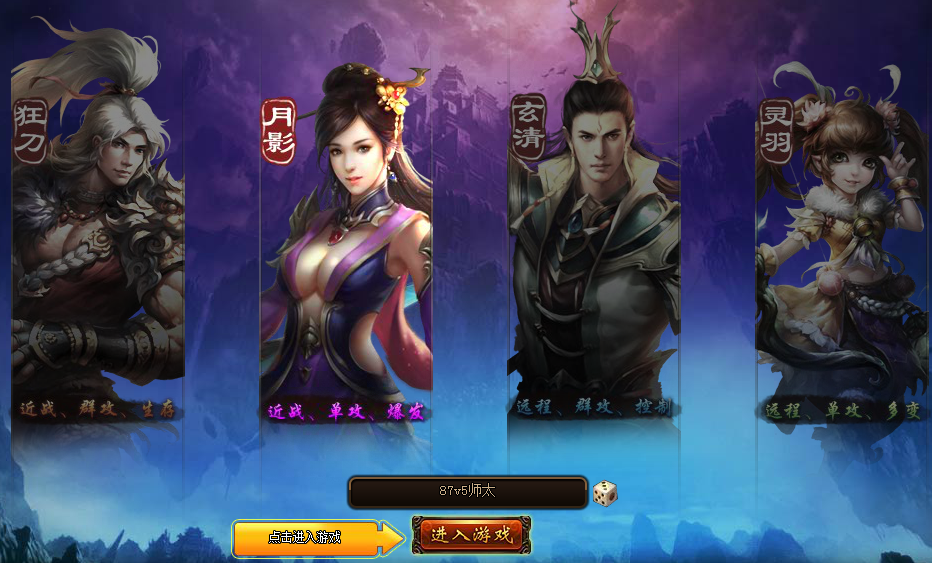 狂刀
月影
玄清
灵羽
近战、群攻、生存
近战、单攻、爆发
远程、群攻、控制
远程、单攻、多变
87v5师太
点击进入游戏
进入游戏